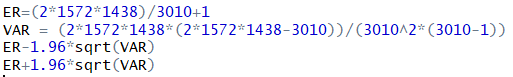 ER=(2*1572*1438)/3010+1
VAR = (2*1572*1438*(2*1572*1438-3010))/(3010^2*(3010-1))
ER-1.96*sqrt(VAR)
ER+1.96*sqrt(VAR)